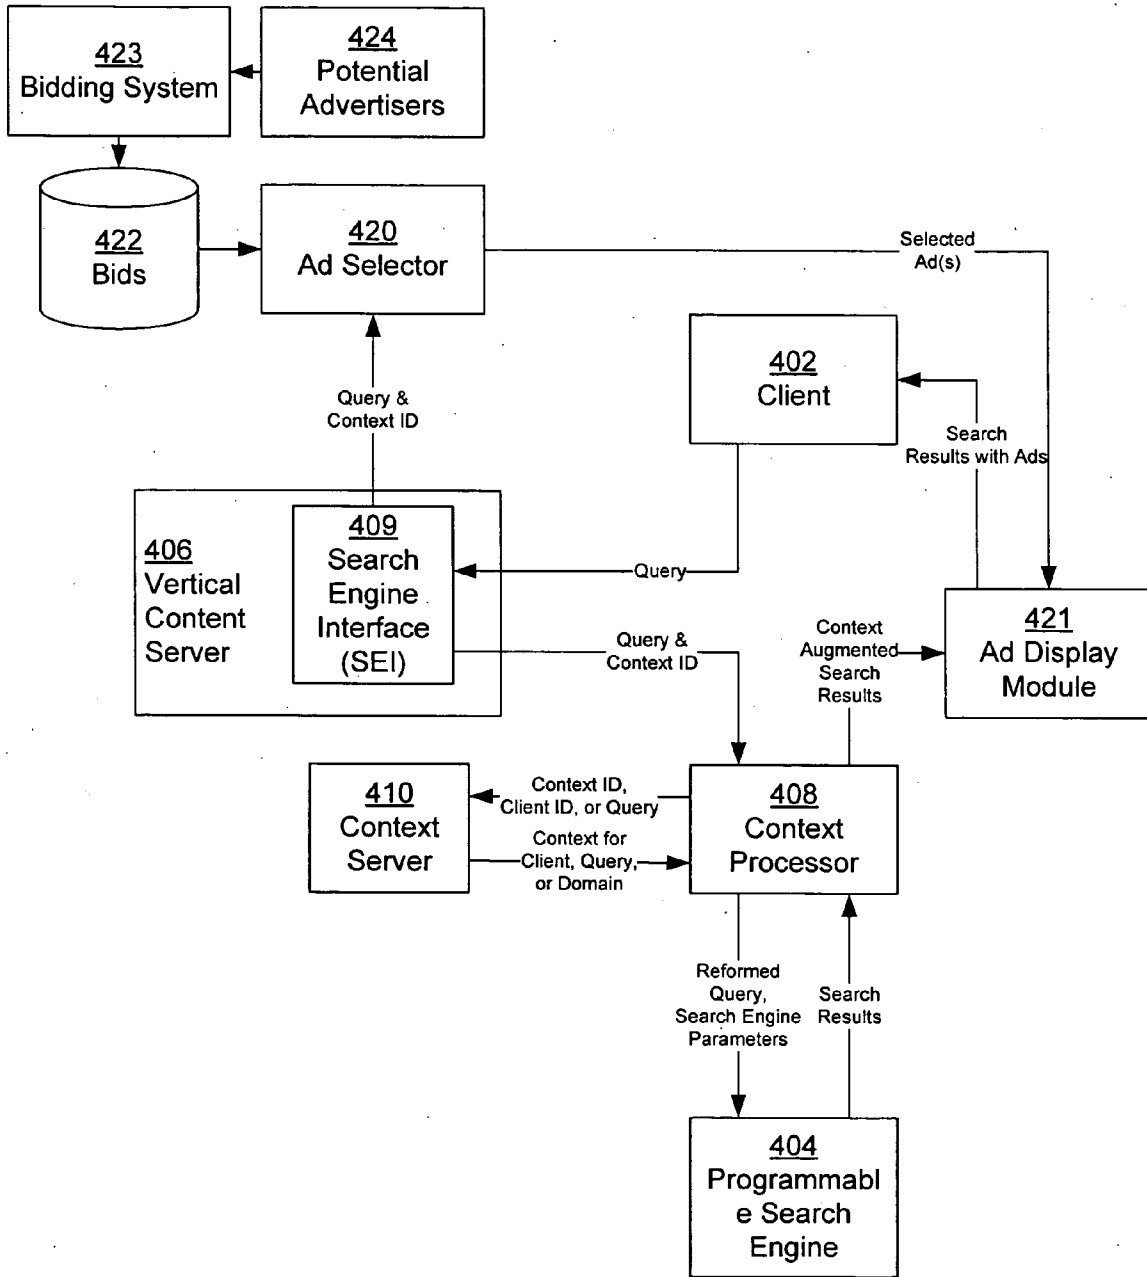 423
Bidding System
424
Potential
Advertisers
422
Bids
420
Ad Selector
Selected
Ad(s)
402
Client
Query &
Context ID
Search
Results with Ads
406
Vertical
Content
Server
409
Search
Engine
Interface
(SEI)
Query
Query &
Context ID
Context
Augmented
Search
Results
421
Ad Display
Module
410
Context
Server
Context ID,
Client ID, or Query
Context for
Client, Query,
or Domain
408
Context
Processor
Reformed
Query,
Search Engine
Parameters
Search
Results
404
Programmabl
e Search
Engine